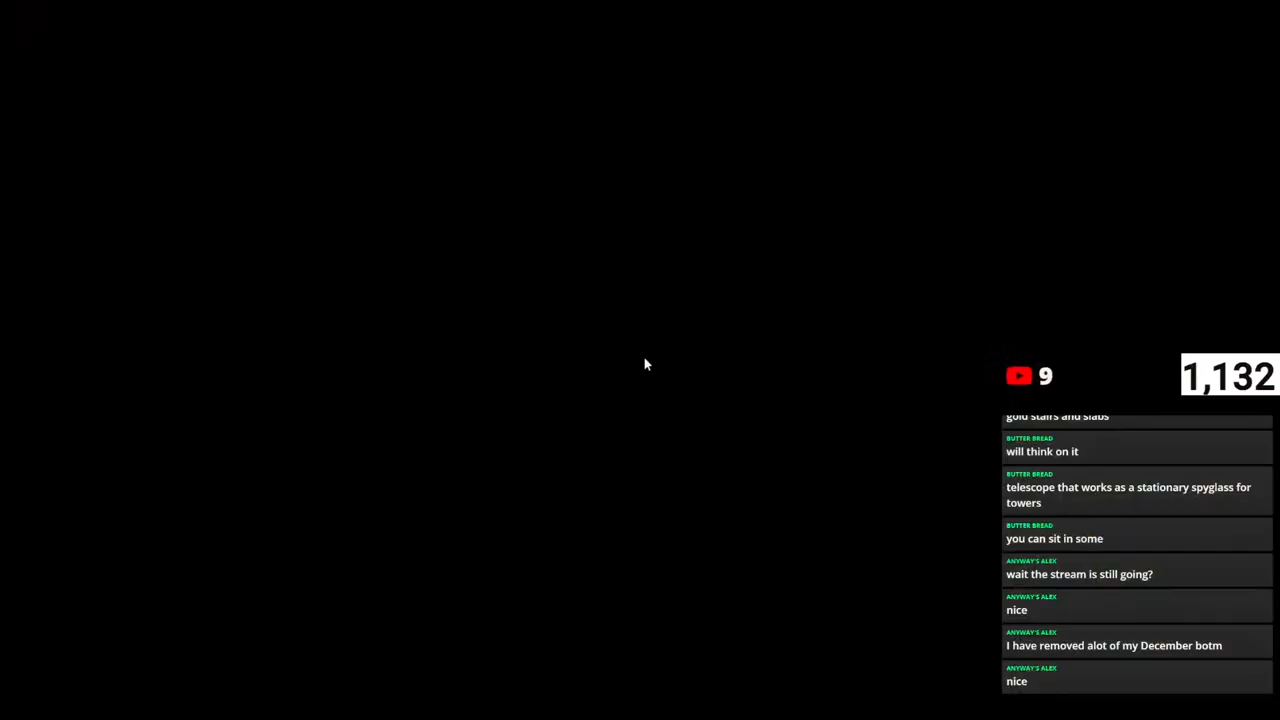 9
1,132
gold stairs and slabs
BUTTER BREAD
will think on it
BUTTER BREAD
telescope that works as a stationary spyglass for
towers
BUTTER BREAD
you can sit in some
ANYWAY'S ALEX
wait the stream is still going?
ANYWAY'S ALEX
nice
ANYWAY'S ALEX
I have removed alot of my December botm
ANYWAY'S ALEX
nice